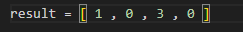 result = [ 1 , 0 , 3 , 0 ]